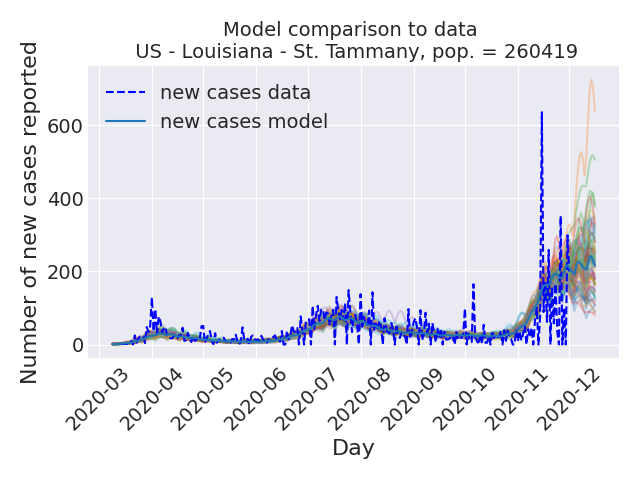 Model comparison to data
US - Louisiana - St. Tammany, pop. = 260419
Number of new cases reported
new cases data
new cases model
600
400
200
0
2020-03
2020-04
2020-05
2020-06
2020-07
2020-08
2020-09
2020-10
2020-11
2020-12
Day